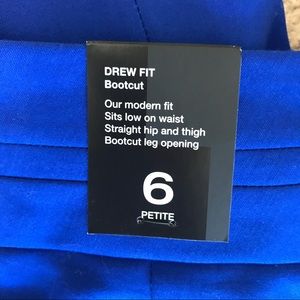 DREW FIT
Bootcut
Our modern fit
Sits low on waist
Straight hip and thigh
Bootcut leg opening
6
PETITE